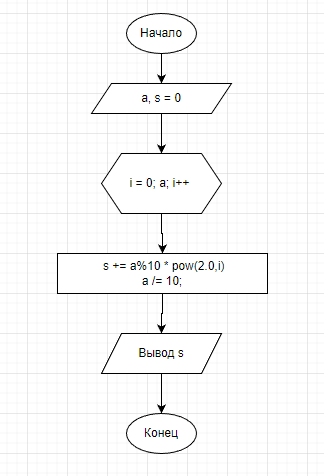 Начало
a, s = 0
i = 0; a; i++
s += a%10 * pow(2.0,i)
a /= 10;
Вывод s
Конец